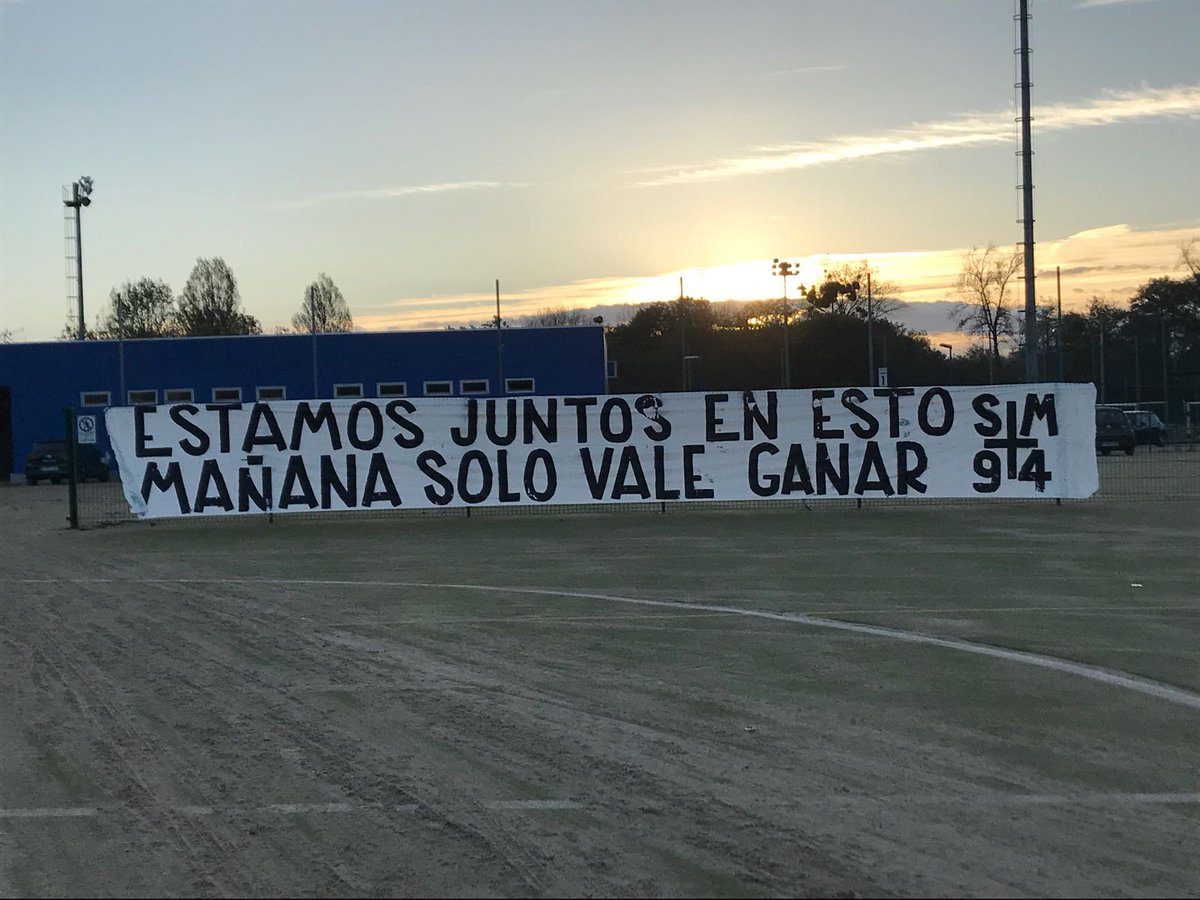 ESTAMOS JUNTOS EN ESTO SM
MAÑANA SOLO VALE GANAR 94